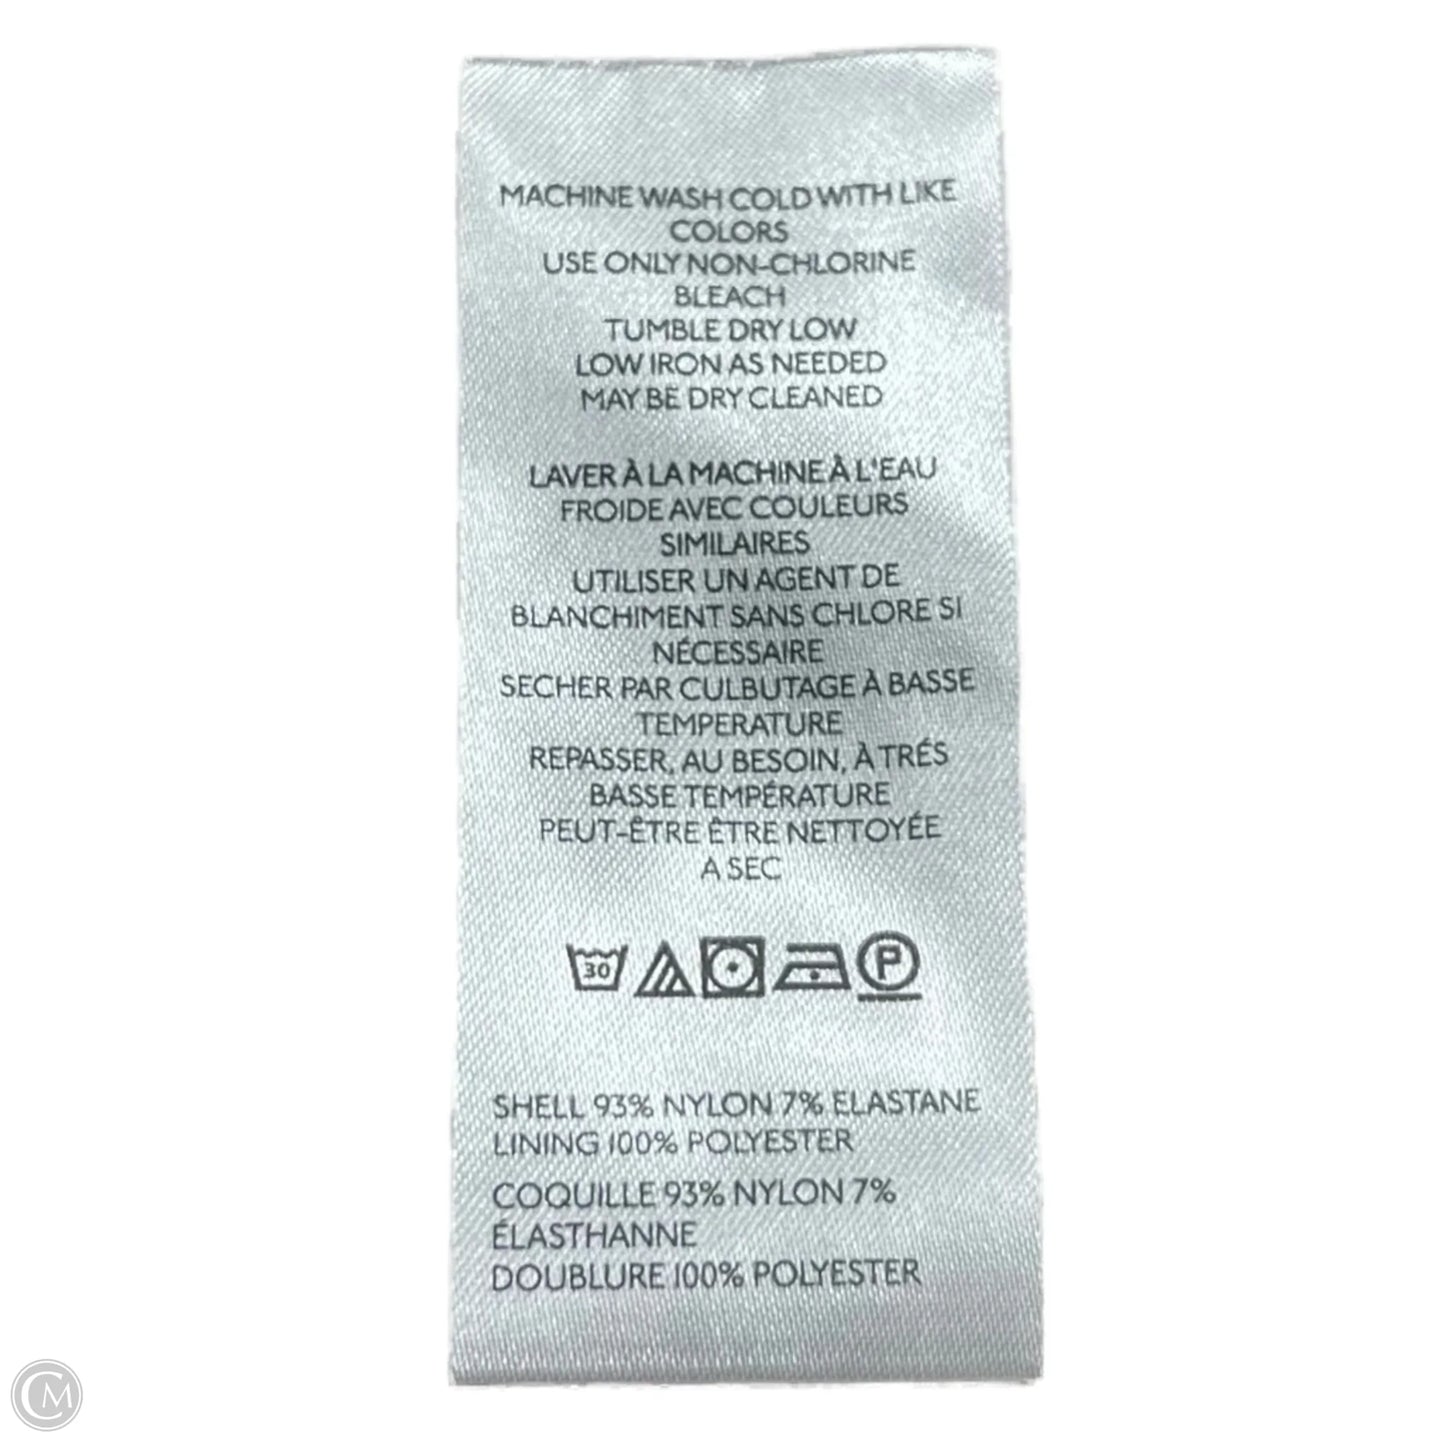 MACHINE WASH COLD WITH LIKE
COLORS
USE ONLY NON-CHLORINE
BLEACH
TUMBLE DRY LOW
LOW IRON AS NEEDED
MAY BE DRY CLEANED
LAVER À LA MACHINE À L'EAU
FROIDE AVEC COULEURS
SIMILAIRES
UTILISER UN AGENT DE
BLANCHIMENT SANS CHLORE SI
NÉCESSAIRE
SECHER PAR CULBUTAGE À BASSE
TEMPERATURE
REPASSER, AU BESOIN, À TRÉS
BASSE TEMPÉRATURE
PEUT-ÊTRE ÊTRE NETTOYÉE
A SEC
30 P
SHELL 93% NYLON 7% ELASTANE
LINING 100% POLYESTER
COQUILLE 93% NYLON 7%
ÉLASTHANNE
DOUBLURE 100% POLYESTER
CM